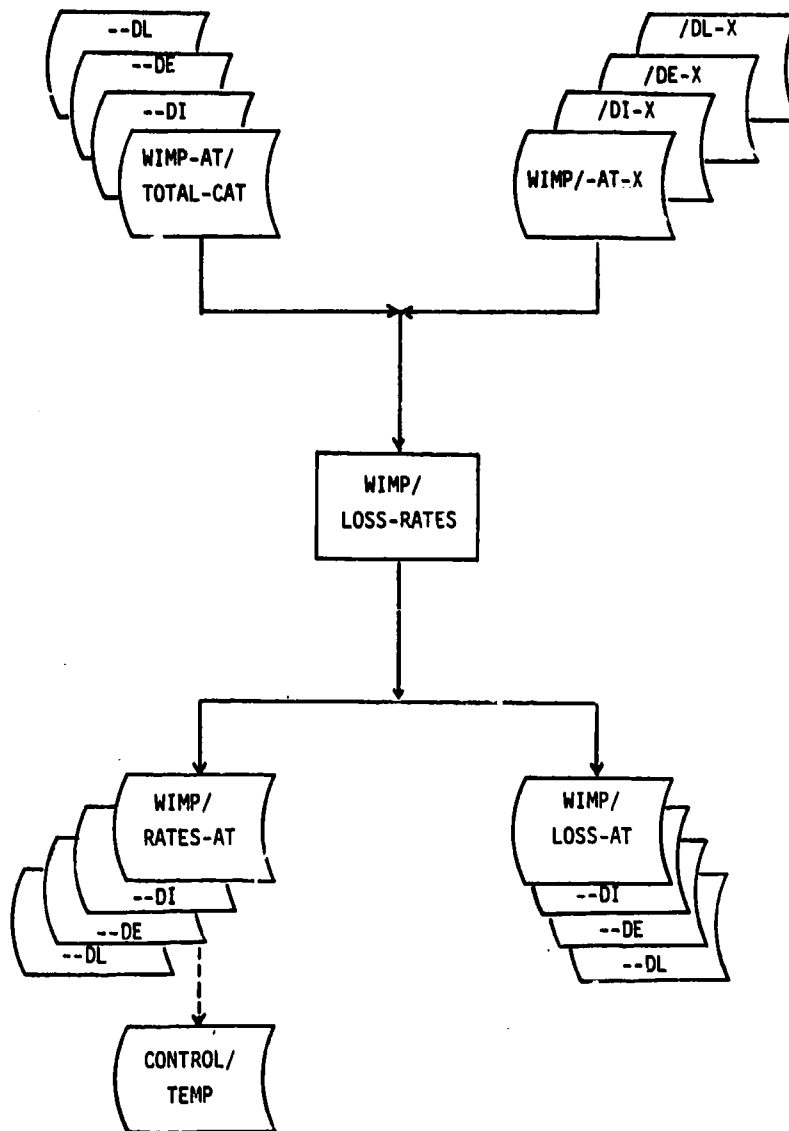 --DL
--DE
--DI
WIMP-AT/
TOTAL-CAT
/DL-X
/DE-X
/DI-X
WIMP/-AT-X
WIMP/
LOSS-RATES
WIMP/
RATES-AT
--DI
--DE
--DL
WIMP/
LOSS-AT
--DI
--DE
--DL
CONTROL/
TEMP